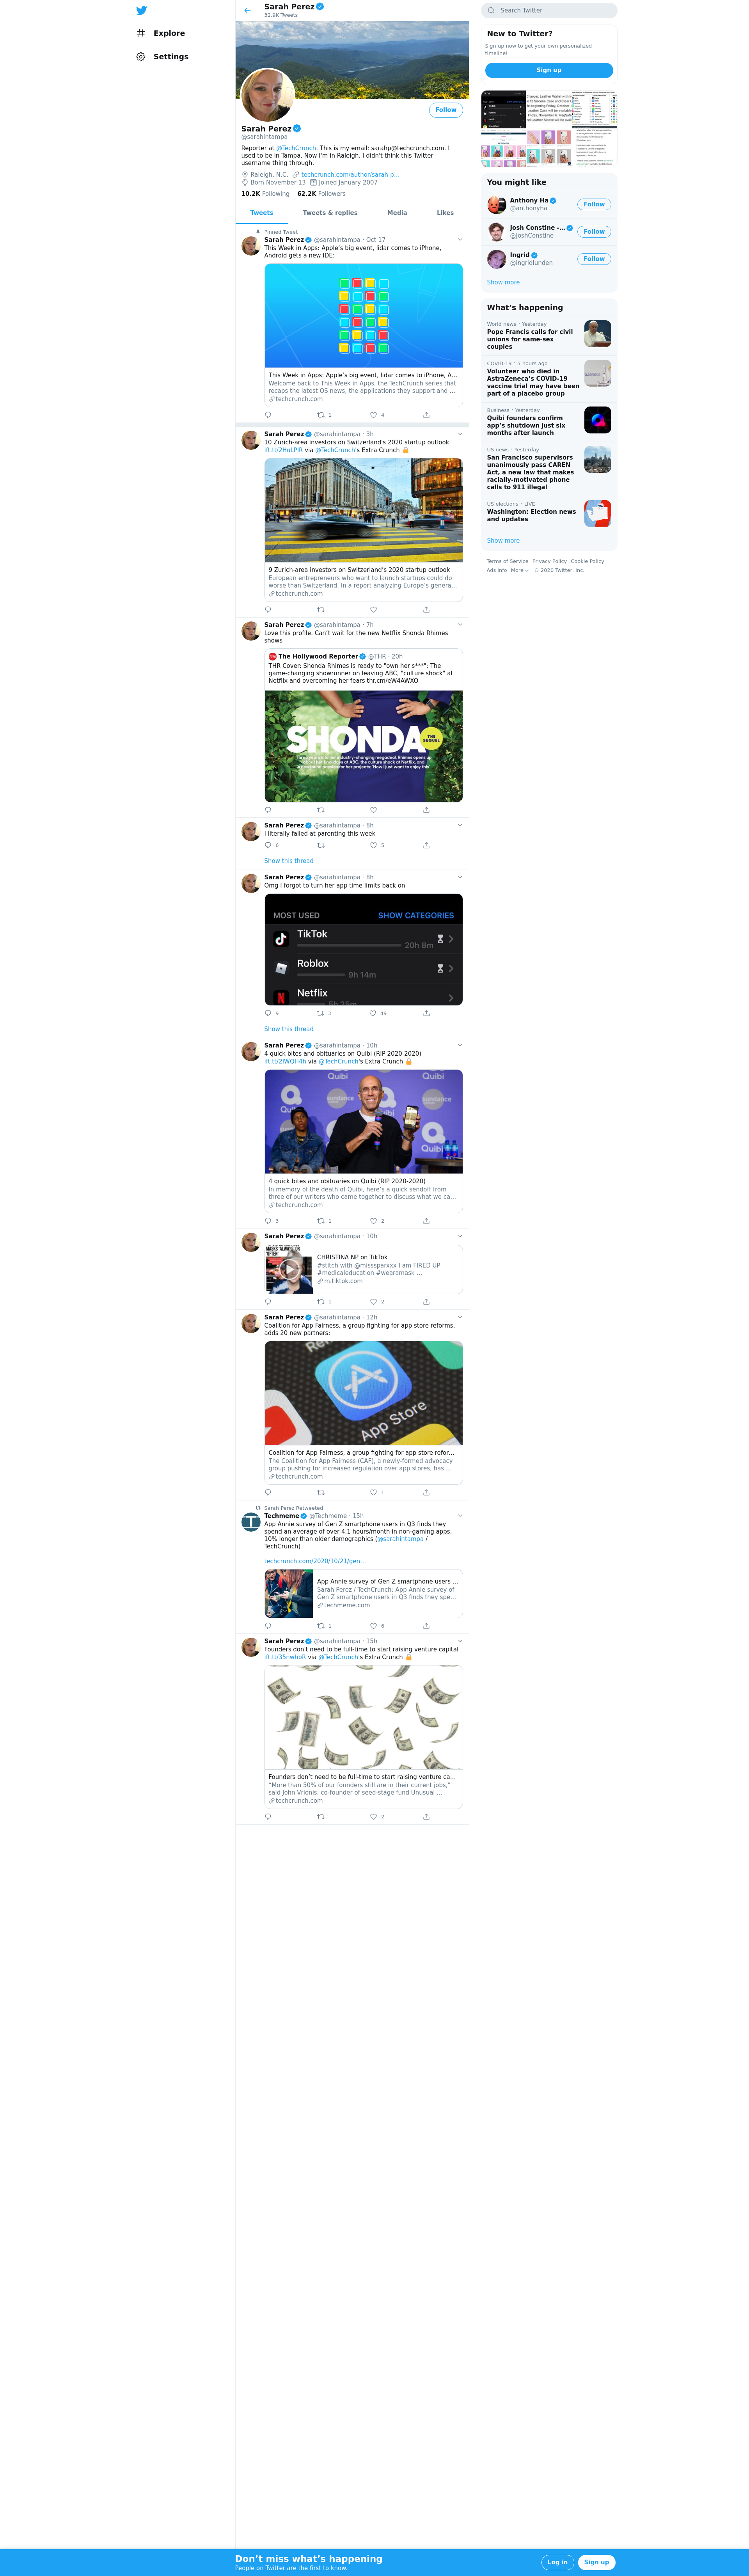 Explore
Settings
Sarah Perez
32.9K Tweets
Follow
Sarah Perez
@sarahintampa
Reporter at @TechCrunch. This is my email: sarahp@techcrunch.com. I
used to be in Tampa. Now I'm in Raleigh. I didn't think this Twitter
username thing through.
Raleigh, N.C. techcrunch.com/author/sarah-p…
Born November 13 Joined January 2007
10.2K Following 62.2K Followers
Tweets Tweets & replies Media Likes
Pinned Tweet
Sarah Perez @sarahintampa · Oct 17
This Week in Apps: Apple's big event, lidar comes to iPhone,
Android gets a new IDE:
This Week in Apps: Apple's big event, lidar comes to iPhone, A…
Welcome back to This Week in Apps, the TechCrunch series that
recaps the latest OS news, the applications they support and …
techcrunch.com
1 4
Sarah Perez @sarahintampa · 3h
10 Zurich-area investors on Switzerland's 2020 startup outlook
ift.tt/2HuLPlR via @TechCrunch's Extra Crunch 🔒
9 Zurich-area investors on Switzerland's 2020 startup outlook
European entrepreneurs who want to launch startups could do
worse than Switzerland. In a report analyzing Europe's genera…
techcrunch.com
Sarah Perez @sarahintampa · 7h
Love this profile. Can't wait for the new Netflix Shonda Rhimes
shows
The Hollywood Reporter @THR · 20h
THR Cover: Shonda Rhimes is ready to "own her s***": The
game-changing showrunner on leaving ABC, "culture shock" at
Netflix and overcoming her fears thr.cm/eW4AWXO
SHONDA
THE
SEQUEL
Sarah Perez @sarahintampa · 8h
I literally failed at parenting this week
6 5
Show this thread
Sarah Perez @sarahintampa · 8h
Omg I forgot to turn her app time limits back on
MOST USED SHOW CATEGORIES
TikTok
20h 8m
Roblox
9h 14m
Netflix
5h 25m
9 3 49
Show this thread
Sarah Perez @sarahintampa · 10h
4 quick bites and obituaries on Quibi (RIP 2020-2020)
ift.tt/2IWQH4h via @TechCrunch's Extra Crunch 🔒
Quibi
sundance
4 quick bites and obituaries on Quibi (RIP 2020-2020)
In memory of the death of Quibi, here's a quick sendoff from
three of our writers who came together to discuss what we ca…
techcrunch.com
3 1 2
Sarah Perez @sarahintampa · 10h
CHRISTINA NP on TikTok
#stitch with @misssparxxx I am FIRED UP
#medicaleducation #wearamask …
m.tiktok.com
1 2
Sarah Perez @sarahintampa · 12h
Coalition for App Fairness, a group fighting for app store reforms,
adds 20 new partners:
App Store
Coalition for App Fairness, a group fighting for app store refor…
The Coalition for App Fairness (CAF), a newly-formed advocacy
group pushing for increased regulation over app stores, has …
techcrunch.com
1
Sarah Perez Retweeted
Techmeme @Techmeme · 15h
App Annie survey of Gen Z smartphone users in Q3 finds they
spend an average of over 4.1 hours/month in non-gaming apps,
10% longer than older demographics (@sarahintampa /
TechCrunch)
techcrunch.com/2020/10/21/gen…
App Annie survey of Gen Z smartphone users …
Sarah Perez / TechCrunch: App Annie survey of
Gen Z smartphone users in Q3 finds they spe…
techmeme.com
1 6
Sarah Perez @sarahintampa · 15h
Founders don't need to be full-time to start raising venture capital
ift.tt/35nwhbR via @TechCrunch's Extra Crunch 🔒
Founders don't need to be full-time to start raising venture ca…
"More than 50% of our founders still are in their current jobs,"
said John Vrionis, co-founder of seed-stage fund Unusual …
techcrunch.com
2
Search Twitter
New to Twitter?
Sign up now to get your own personalized
timeline!
Sign up
You might like
Anthony Ha
@anthonyha
Follow
Josh Constine -…
@JoshConstine
Follow
Ingrid
@ingridlunden
Follow
Show more
What's happening
World news · Yesterday
Pope Francis calls for civil
unions for same-sex
couples
COVID-19 · 5 hours ago
Volunteer who died in
AstraZeneca's COVID-19
vaccine trial may have been
part of a placebo group
Business · Yesterday
Quibi founders confirm
app's shutdown just six
months after launch
US news · Yesterday
San Francisco supervisors
unanimously pass CAREN
Act, a new law that makes
racially-motivated phone
calls to 911 illegal
US elections · LIVE
Washington: Election news
and updates
Show more
Terms of Service Privacy Policy Cookie Policy
Ads info More © 2020 Twitter, Inc.
Don't miss what's happening
People on Twitter are the first to know.
Log in Sign up